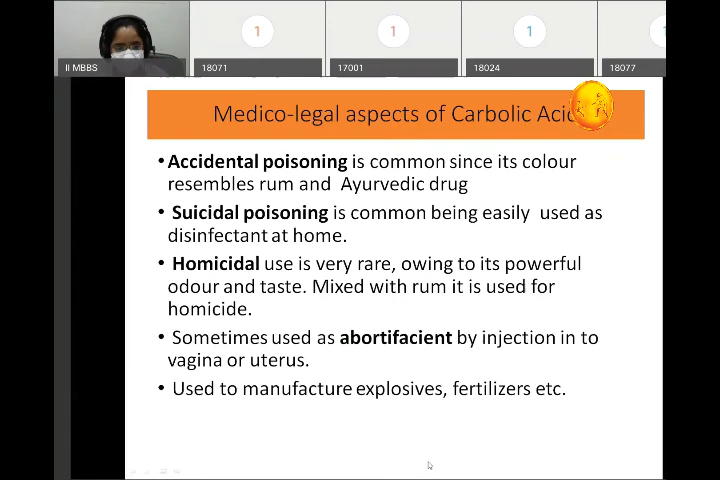 1
1
1
1
II MBBS
18071
17001
18024
18077
Medico-legal aspects of Carbolic Acid
•Accidental poisoning is common since its colour
resembles rum and Ayurvedic drug
• Suicidal poisoning is common being easily used as
disinfectant at home.
• Homicidal use is very rare, owing to its powerful
odour and taste. Mixed with rum it is used for
homicide.
• Sometimes used as abortifacient by injection in to
vagina or uterus.
• Used to manufacture explosives, fertilizers etc.